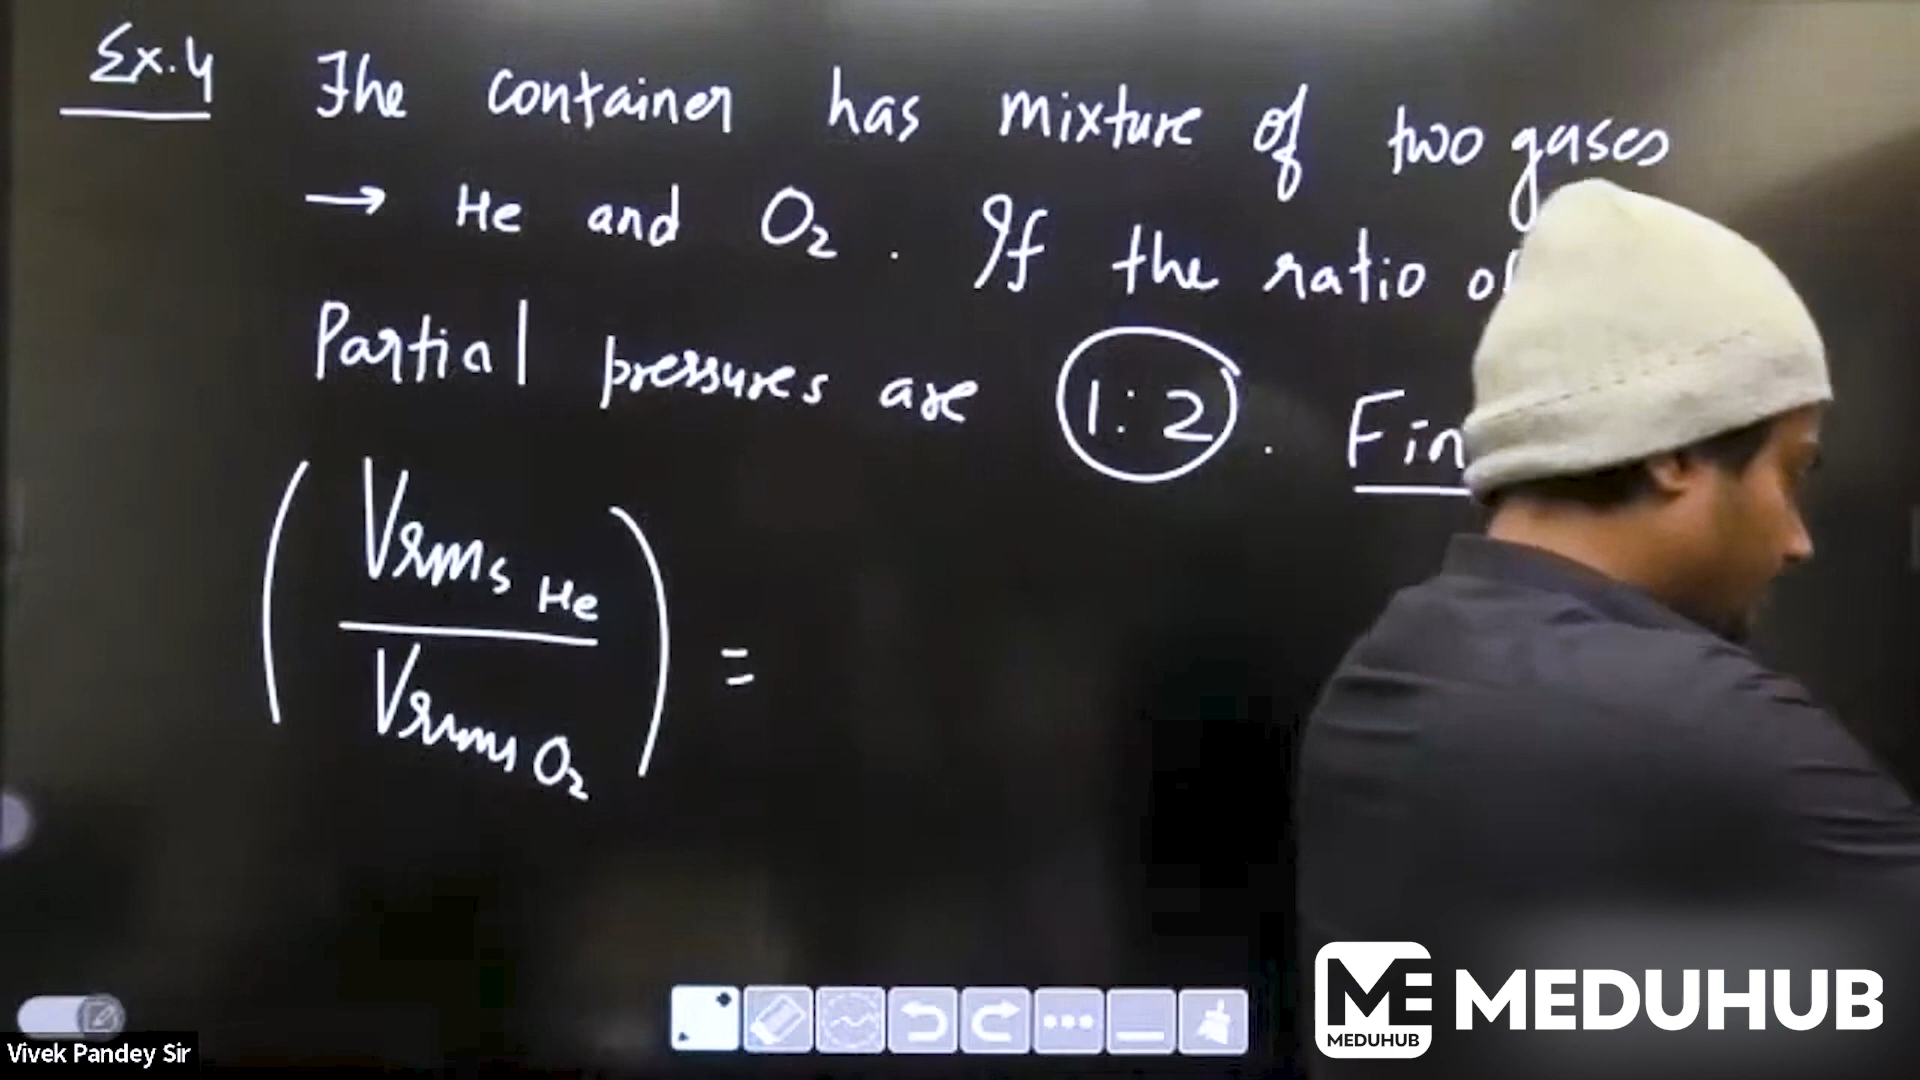 Ex.4 The container has mixture of two gases
→ He and O₂. If the ratio of
Partial pressures are 1:2. Fin
( Vrms He / Vrms O₂ ) =
Vivek Pandey Sir
ME MEDUHUB
MEDUHUB